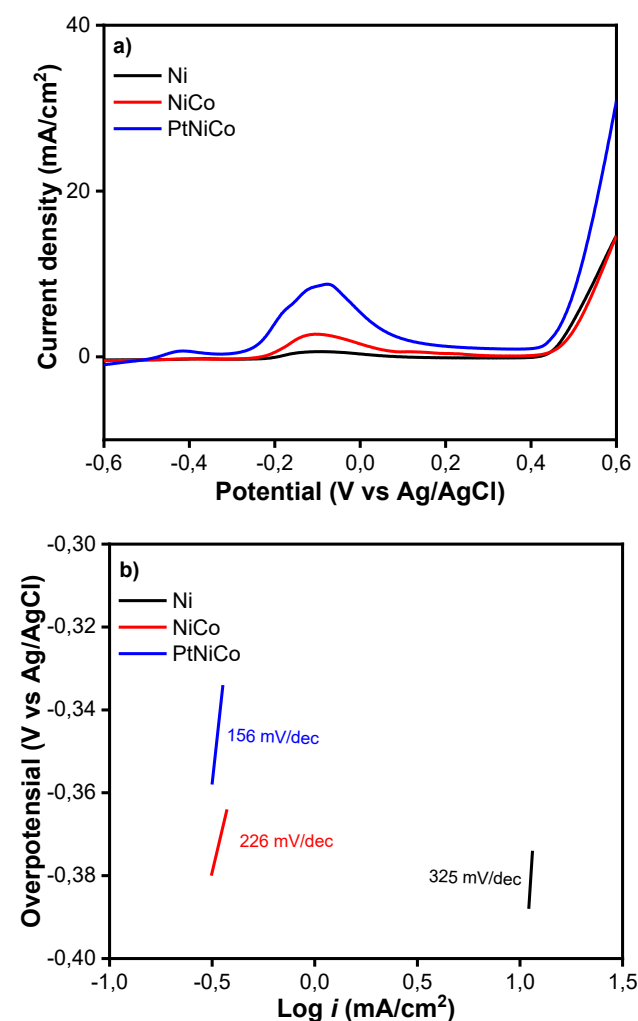 a)
Ni
NiCo
PtNiCo
40
20
0
Current density (mA/cm²)
-0,6 -0,4 -0,2 0,0 0,2 0,4 0,6
Potential (V vs Ag/AgCl)
b)
Ni
NiCo
PtNiCo
-0,30
-0,32
-0,34
-0,36
-0,38
-0,40
Overpotensial (V vs Ag/AgCl)
156 mV/dec
226 mV/dec
325 mV/dec
-1,0 -0,5 0,0 0,5 1,0 1,5
Log i (mA/cm²)